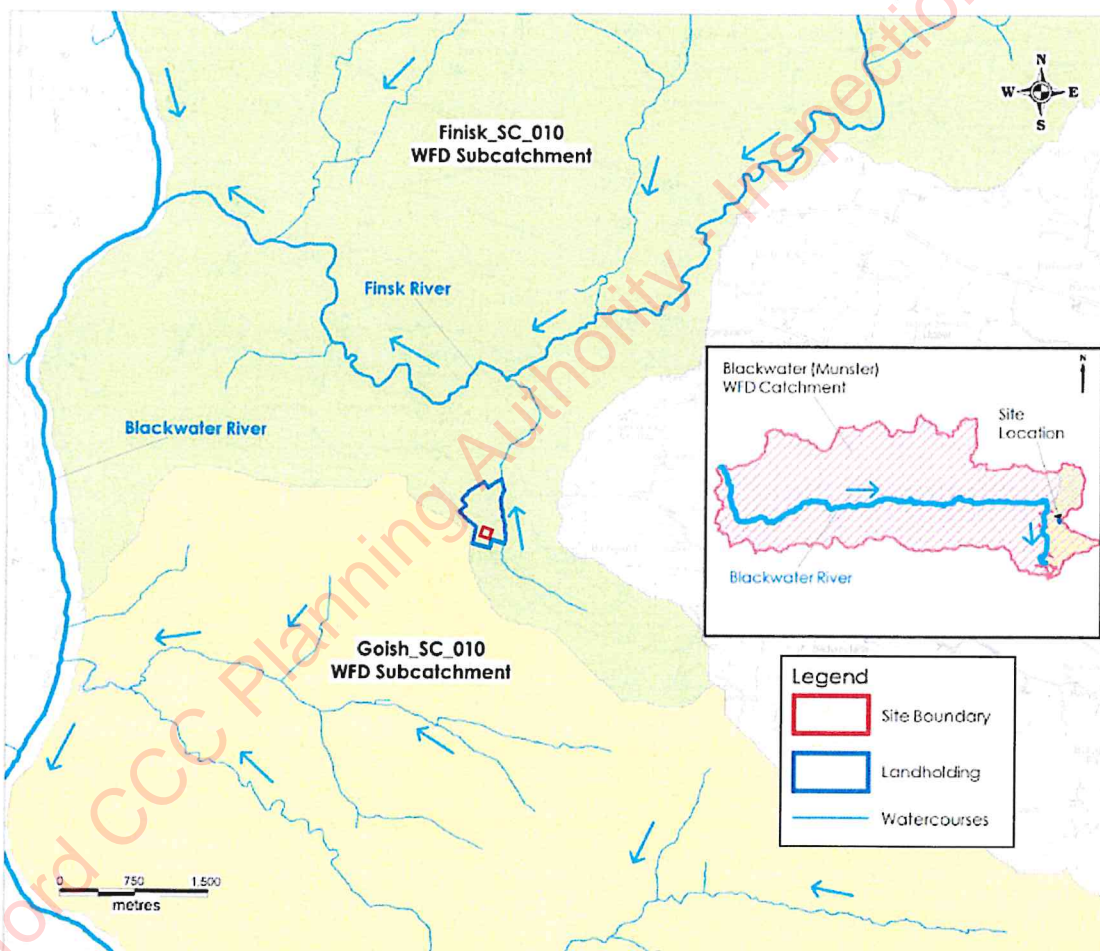 N
W E
S
Finisk_SC_010
WFD Subcatchment
Finsk River
Blackwater River
Blackwater (Munster)
WFD Catchment
N
Site
Location
Blackwater River
Goish_SC_010
WFD Subcatchment
Legend
Site Boundary
Landholding
Watercourses
0 750 1,500
metres
ord CCC Planning Authority - Inspection